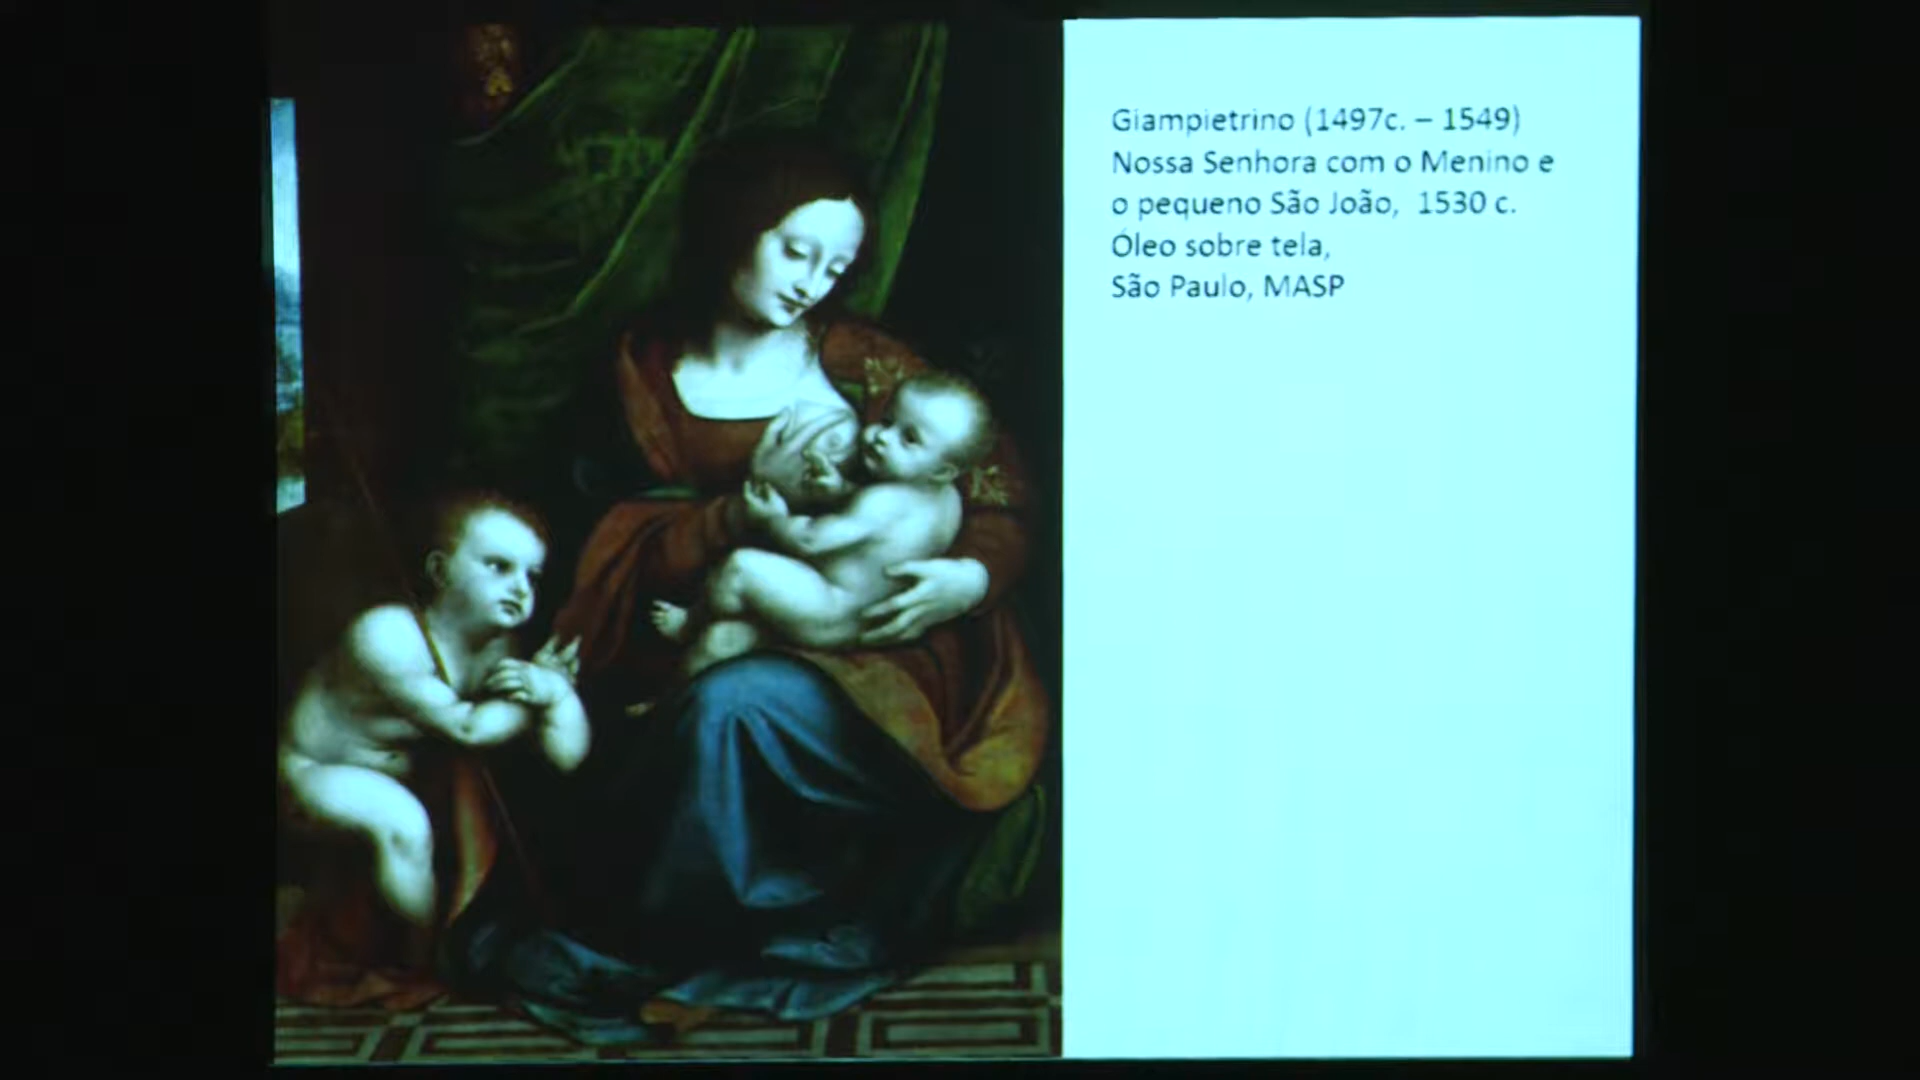 Giampietrino (1497c. – 1549)
Nossa Senhora com o Menino e
o pequeno São João, 1530 c.
Óleo sobre tela,
São Paulo, MASP